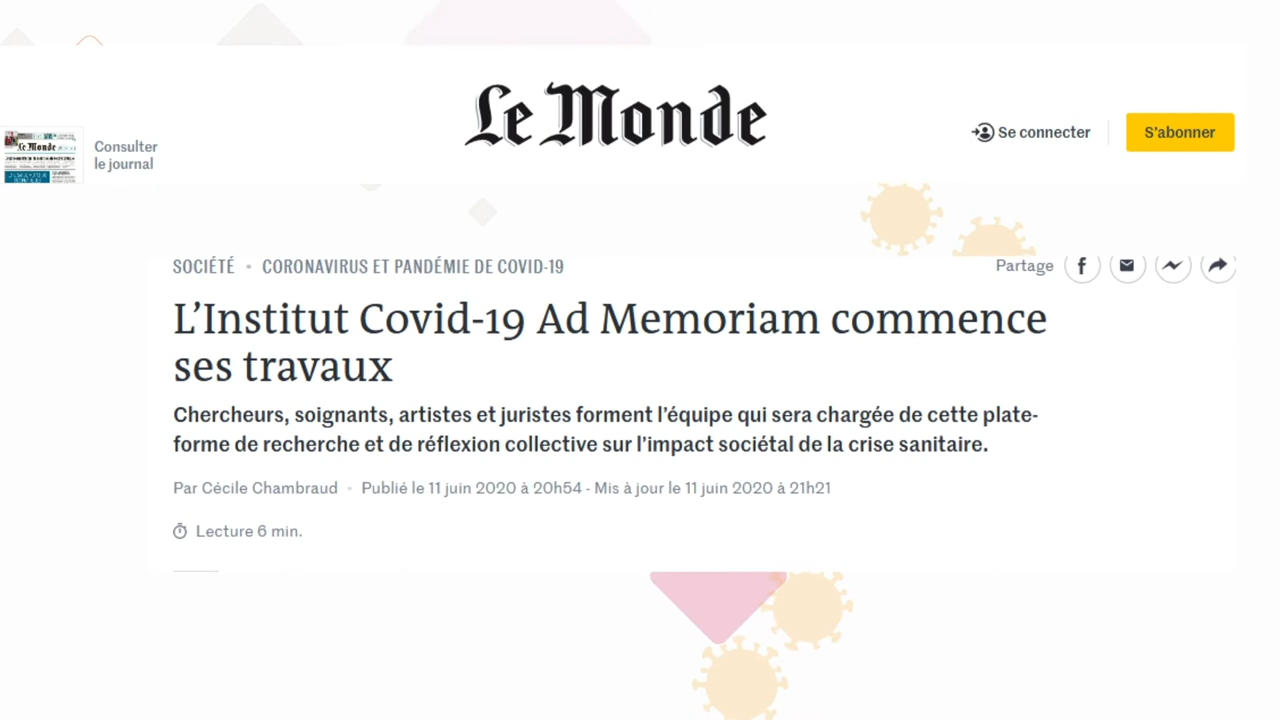 Le Monde
Consulter
le journal
Le Monde
Se connecter
S'abonner
SOCIÉTÉ • CORONAVIRUS ET PANDÉMIE DE COVID-19
Partage
L'Institut Covid-19 Ad Memoriam commence
ses travaux
Chercheurs, soignants, artistes et juristes forment l'équipe qui sera chargée de cette plate-
forme de recherche et de réflexion collective sur l'impact sociétal de la crise sanitaire.
Par Cécile Chambraud • Publié le 11 juin 2020 à 20h54 - Mis à jour le 11 juin 2020 à 21h21
Lecture 6 min.